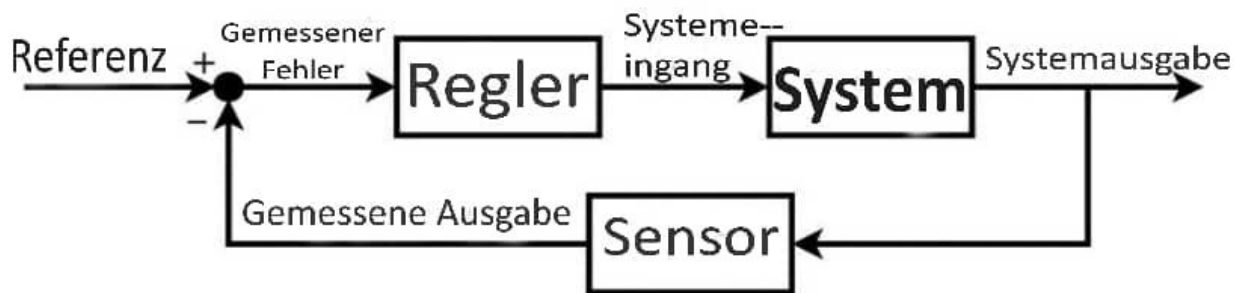 Referenz
+
−
Gemessener
Fehler
Regler
Systeme--
ingang
System
Systemausgabe
Gemessene Ausgabe
Sensor